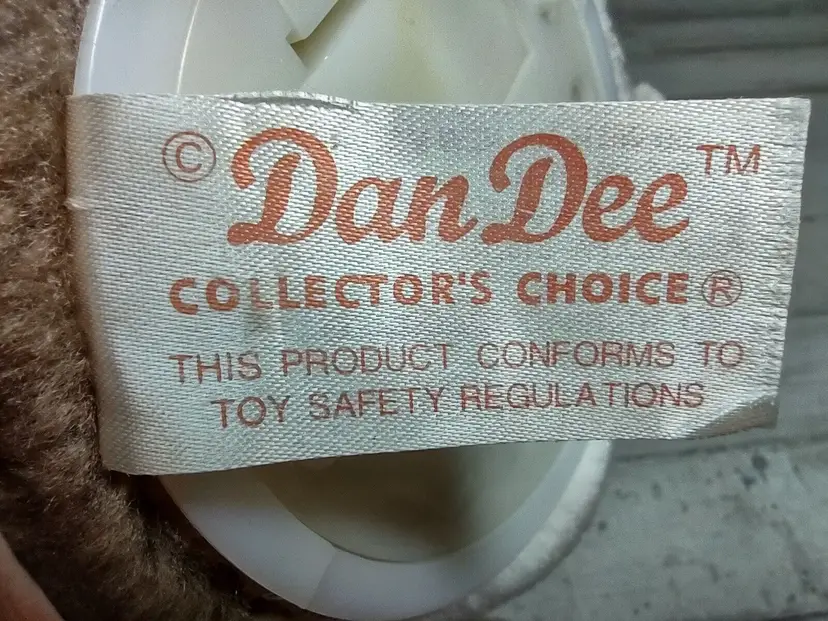 © Dan Dee TM
COLLECTOR'S CHOICE ®
THIS PRODUCT CONFORMS TO
TOY SAFETY REGULATIONS